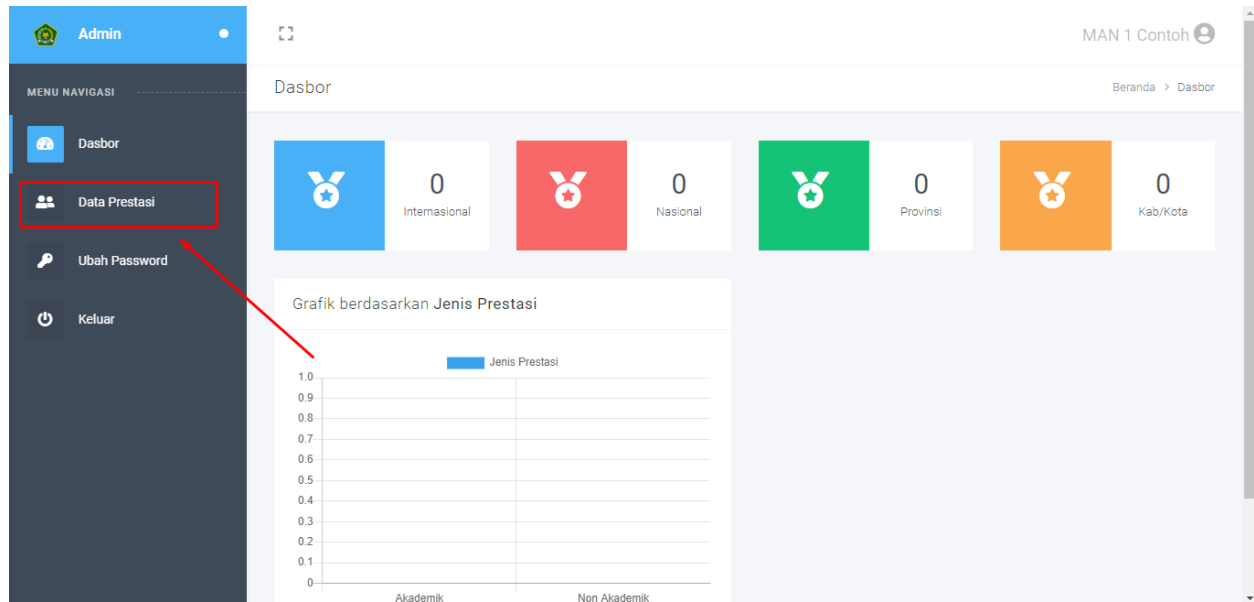 Admin
MAN 1 Contoh
MENU NAVIGASI
Dasbor
Beranda > Dasbor
Dasbor
Data Prestasi
Ubah Password
Keluar
0
Internasional
0
Nasional
0
Provinsi
0
Kab/Kota
Grafik berdasarkan Jenis Prestasi
Jenis Prestasi
1.0
0.9
0.8
0.7
0.6
0.5
0.4
0.3
0.2
0.1
0
Akademik
Non Akademik